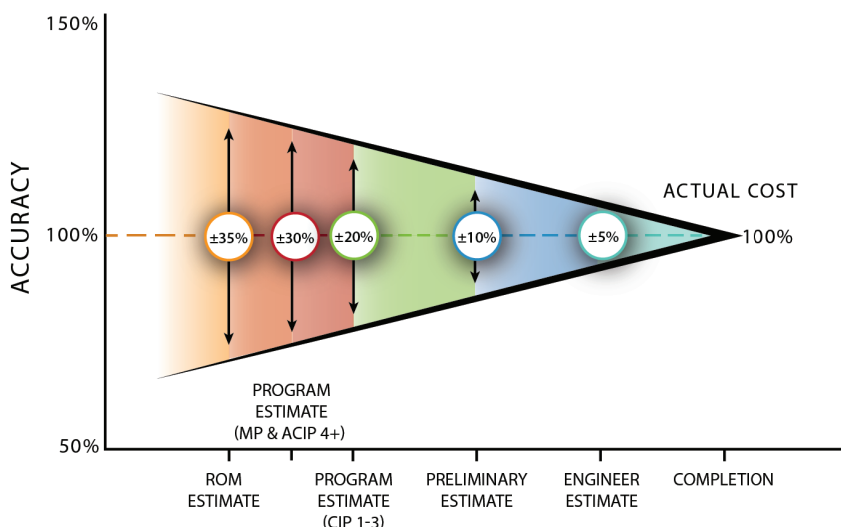 150%
ACCURACY
100%
50%
±35%
±30%
±20%
±10%
±5%
ACTUAL COST
100%
PROGRAM
ESTIMATE
(MP & ACIP 4+)
ROM
ESTIMATE
PROGRAM
ESTIMATE
(CIP 1-3)
PRELIMINARY
ESTIMATE
ENGINEER
ESTIMATE
COMPLETION